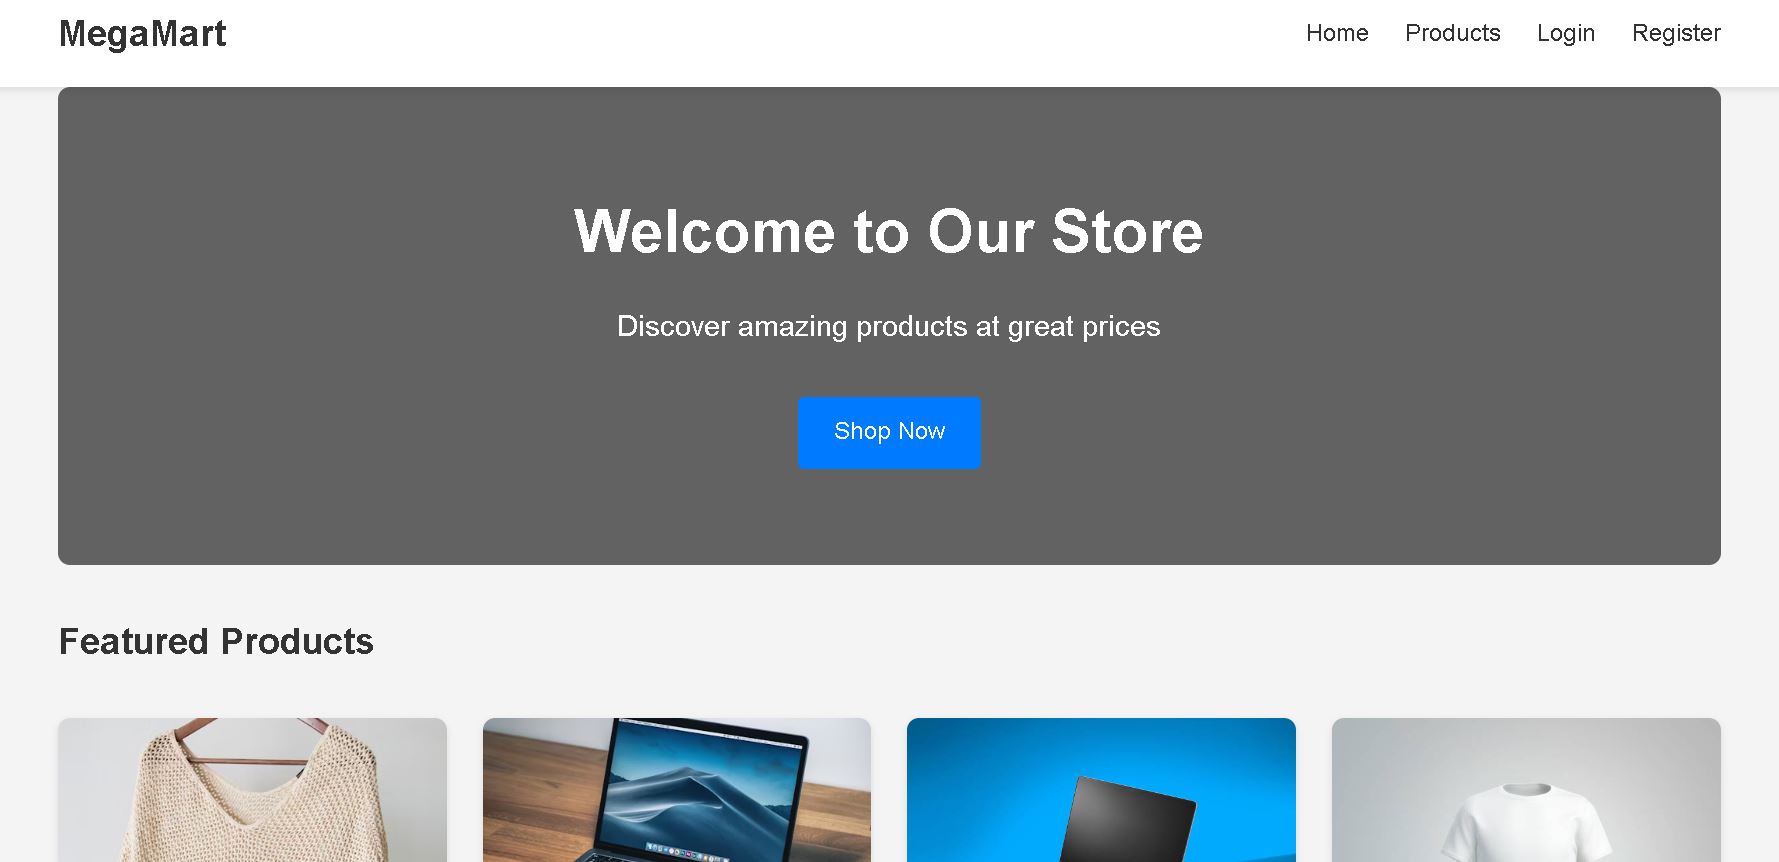 MegaMart
Home Products Login Register
Welcome to Our Store
Discover amazing products at great prices
Shop Now
Featured Products